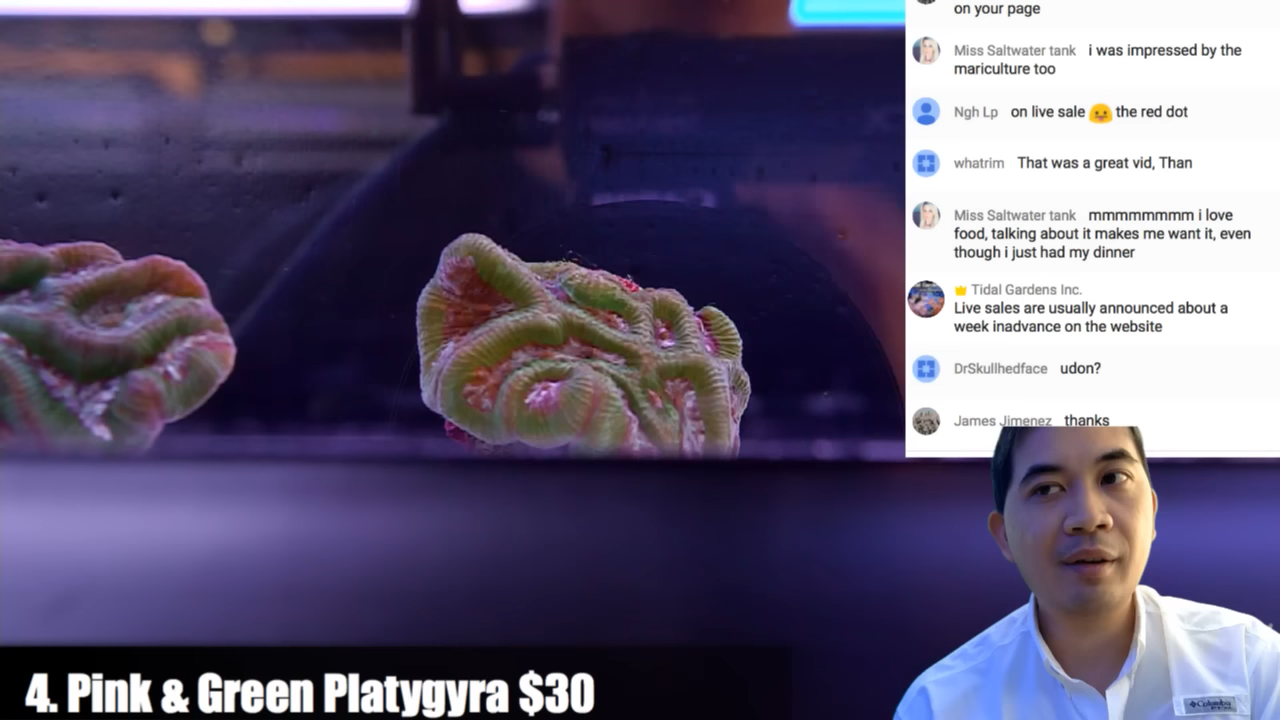 on your page
Miss Saltwater tank i was impressed by the
mariculture too
Ngh Lp on live sale the red dot
whatrim That was a great vid, Than
Miss Saltwater tank mmmmmmmm i love
food, talking about it makes me want it, even
though i just had my dinner
Tidal Gardens Inc.
Live sales are usually announced about a
week inadvance on the website
DrSkullhedface udon?
James Jimenez thanks
Columbia
4. Pink & Green Platygyra $30